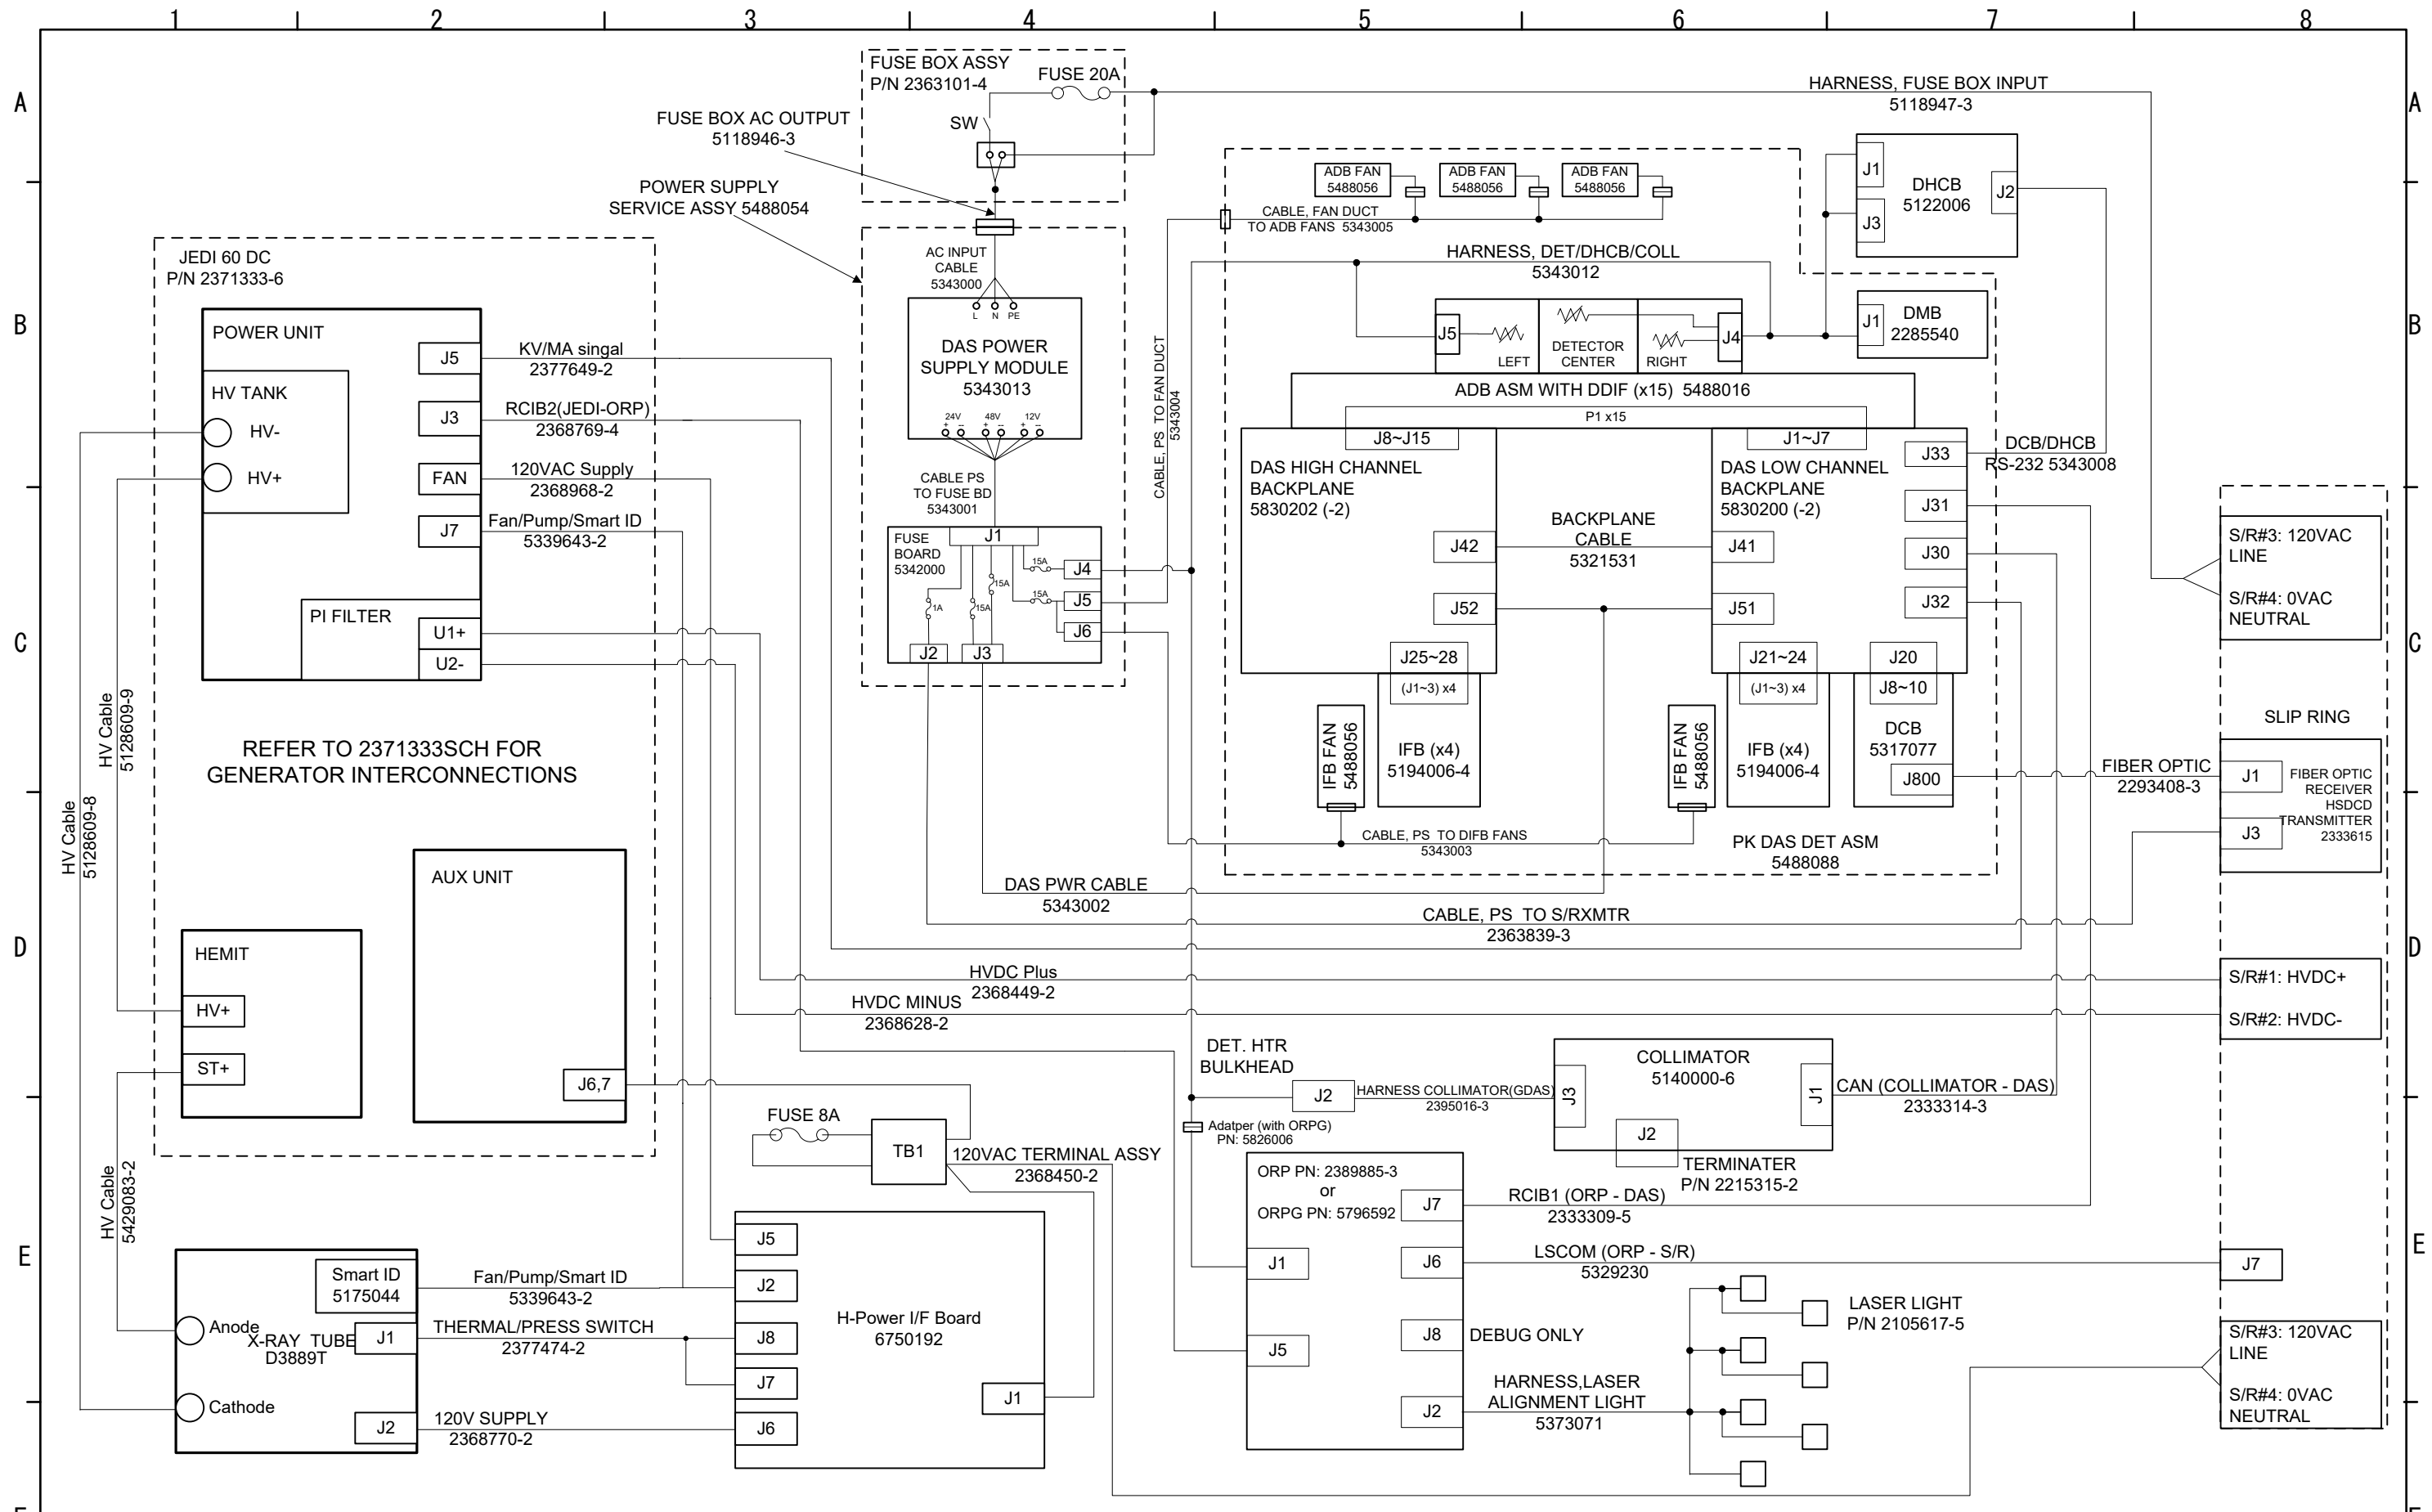 1
2
3
4
5
6
7
8
A
A
B
B
C
C
D
D
E
E
FUSE BOX ASSY
P/N 2363101-4
FUSE 20A
SW
HARNESS, FUSE BOX INPUT
5118947-3
FUSE BOX AC OUTPUT
5118946-3
POWER SUPPLY
SERVICE ASSY 5488054
ADB FAN
5488056
ADB FAN
5488056
ADB FAN
5488056
CABLE, FAN DUCT
TO ADB FANS 5343005
J1
J3
DHCB
5122006
J2
JEDI 60 DC
P/N 2371333-6
POWER UNIT
HV TANK
HV-
HV+
J5
J3
FAN
J7
PI FILTER
U1+
U2-
KV/MA singal
2377649-2
RCIB2(JEDI-ORP)
2368769-4
120VAC Supply
2368968-2
Fan/Pump/Smart ID
5339643-2
AC INPUT
CABLE
5343000
L N PE
DAS POWER
SUPPLY MODULE
5343013
24V 48V 12V
+ - + - + -
CABLE PS
TO FUSE BD
5343001
FUSE
BOARD
5342000
J1
15A
15A
15A
15A
1A
J4
J5
J6
J2
J3
CABLE, PS TO FAN DUCT
5343004
HARNESS, DET/DHCB/COLL
5343012
J5
LEFT
DETECTOR
CENTER
RIGHT
J4
J1
DMB
2285540
ADB ASM WITH DDIF (x15) 5488016
P1 x15
J8~J15
J1~J7
DAS HIGH CHANNEL
BACKPLANE
5830202 (-2)
DAS LOW CHANNEL
BACKPLANE
5830200 (-2)
J33
J31
J30
J32
DCB/DHCB
RS-232 5343008
J42
BACKPLANE
CABLE
5321531
J41
J52
J51
J25~28
(J1~3) x4
J21~24
(J1~3) x4
J20
J8~10
IFB FAN
5488056
IFB (x4)
5194006-4
IFB FAN
5488056
IFB (x4)
5194006-4
DCB
5317077
J800
CABLE, PS TO DIFB FANS
5343003
PK DAS DET ASM
5488088
S/R#3: 120VAC
LINE
S/R#4: 0VAC
NEUTRAL
SLIP RING
FIBER OPTIC
2293408-3
J1
J3
FIBER OPTIC
RECEIVER
HSDCD
TRANSMITTER
2333615
HV Cable
5128609-9
HV Cable
5128609-8
REFER TO 2371333SCH FOR
GENERATOR INTERCONNECTIONS
AUX UNIT
J6,7
HEMIT
HV+
ST+
HV Cable
5429083-2
DAS PWR CABLE
5343002
CABLE, PS TO S/RXMTR
2363839-3
HVDC Plus
2368449-2
HVDC MINUS
2368628-2
S/R#1: HVDC+
S/R#2: HVDC-
DET. HTR
BULKHEAD
J2
HARNESS COLLIMATOR(GDAS)
2395016-3
J3
COLLIMATOR
5140000-6
J1
J2
CAN (COLLIMATOR - DAS)
2333314-3
TERMINATER
P/N 2215315-2
Adatper (with ORPG)
PN: 5826006
FUSE 8A
TB1
120VAC TERMINAL ASSY
2368450-2
ORP PN: 2389885-3
or
ORPG PN: 5796592
J1
J5
J7
J6
J8
J2
RCIB1 (ORP - DAS)
2333309-5
LSCOM (ORP - S/R)
5329230
DEBUG ONLY
HARNESS,LASER
ALIGNMENT LIGHT
5373071
LASER LIGHT
P/N 2105617-5
J7
S/R#3: 120VAC
LINE
S/R#4: 0VAC
NEUTRAL
Smart ID
5175044
Anode
X-RAY TUBE
D3889T
Cathode
J1
J2
Fan/Pump/Smart ID
5339643-2
THERMAL/PRESS SWITCH
2377474-2
120V SUPPLY
2368770-2
J5
J2
J8
J7
J6
J1
H-Power I/F Board
6750192